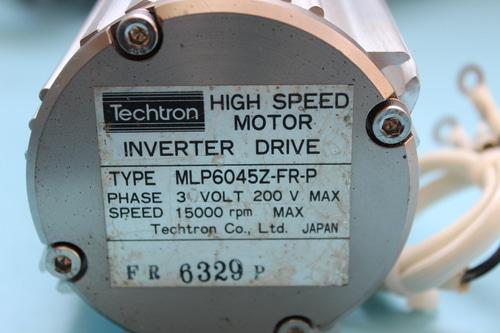 Techtron HIGH SPEED
MOTOR
INVERTER DRIVE
TYPE MLP6045Z-FR-P
PHASE 3 VOLT 200 V MAX
SPEED 15000 rpm MAX
Techtron Co., Ltd. JAPAN
FR 6329 P